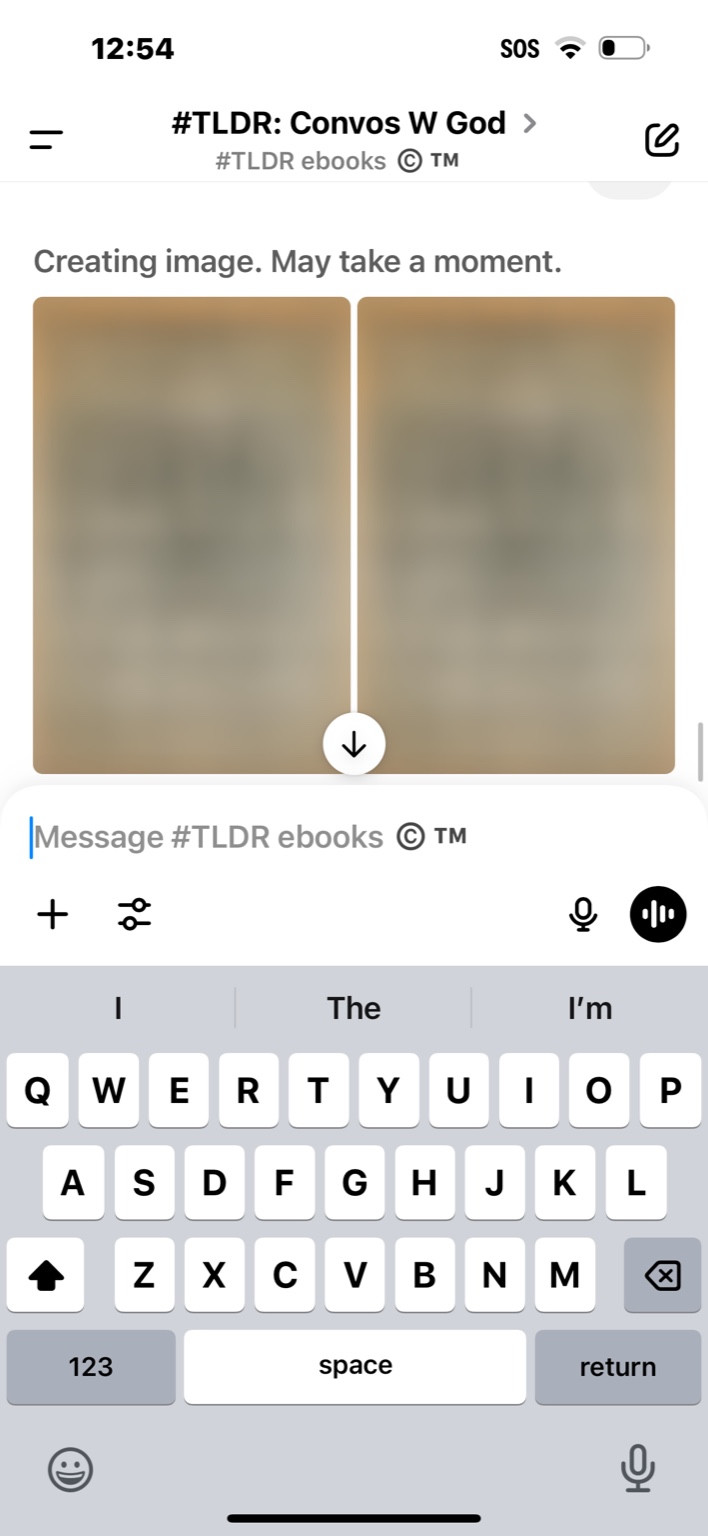 12:54
SOS
#TLDR: Convos W God
#TLDR ebooks © ™
Creating image. May take a moment.
Message #TLDR ebooks © ™
I The I’m
Q W E R T Y U I O P
A S D F G H J K L
Z X C V B N M
123 space return